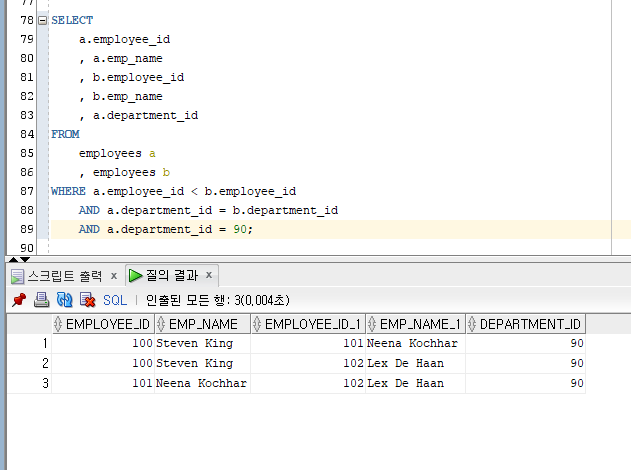 77
78 SELECT
79 a.employee_id
80 , a.emp_name
81 , b.employee_id
82 , b.emp_name
83 , a.department_id
84 FROM
85 employees a
86 , employees b
87 WHERE a.employee_id < b.employee_id
88 AND a.department_id = b.department_id
89 AND a.department_id = 90;
90
스크립트 출력 x 질의 결과 x
SQL | 인출된 모든 행: 3(0,004초)
EMPLOYEE_ID EMP_NAME EMPLOYEE_ID_1 EMP_NAME_1 DEPARTMENT_ID
1 100 Steven King 101 Neena Kochhar 90
2 100 Steven King 102 Lex De Haan 90
3 101 Neena Kochhar 102 Lex De Haan 90